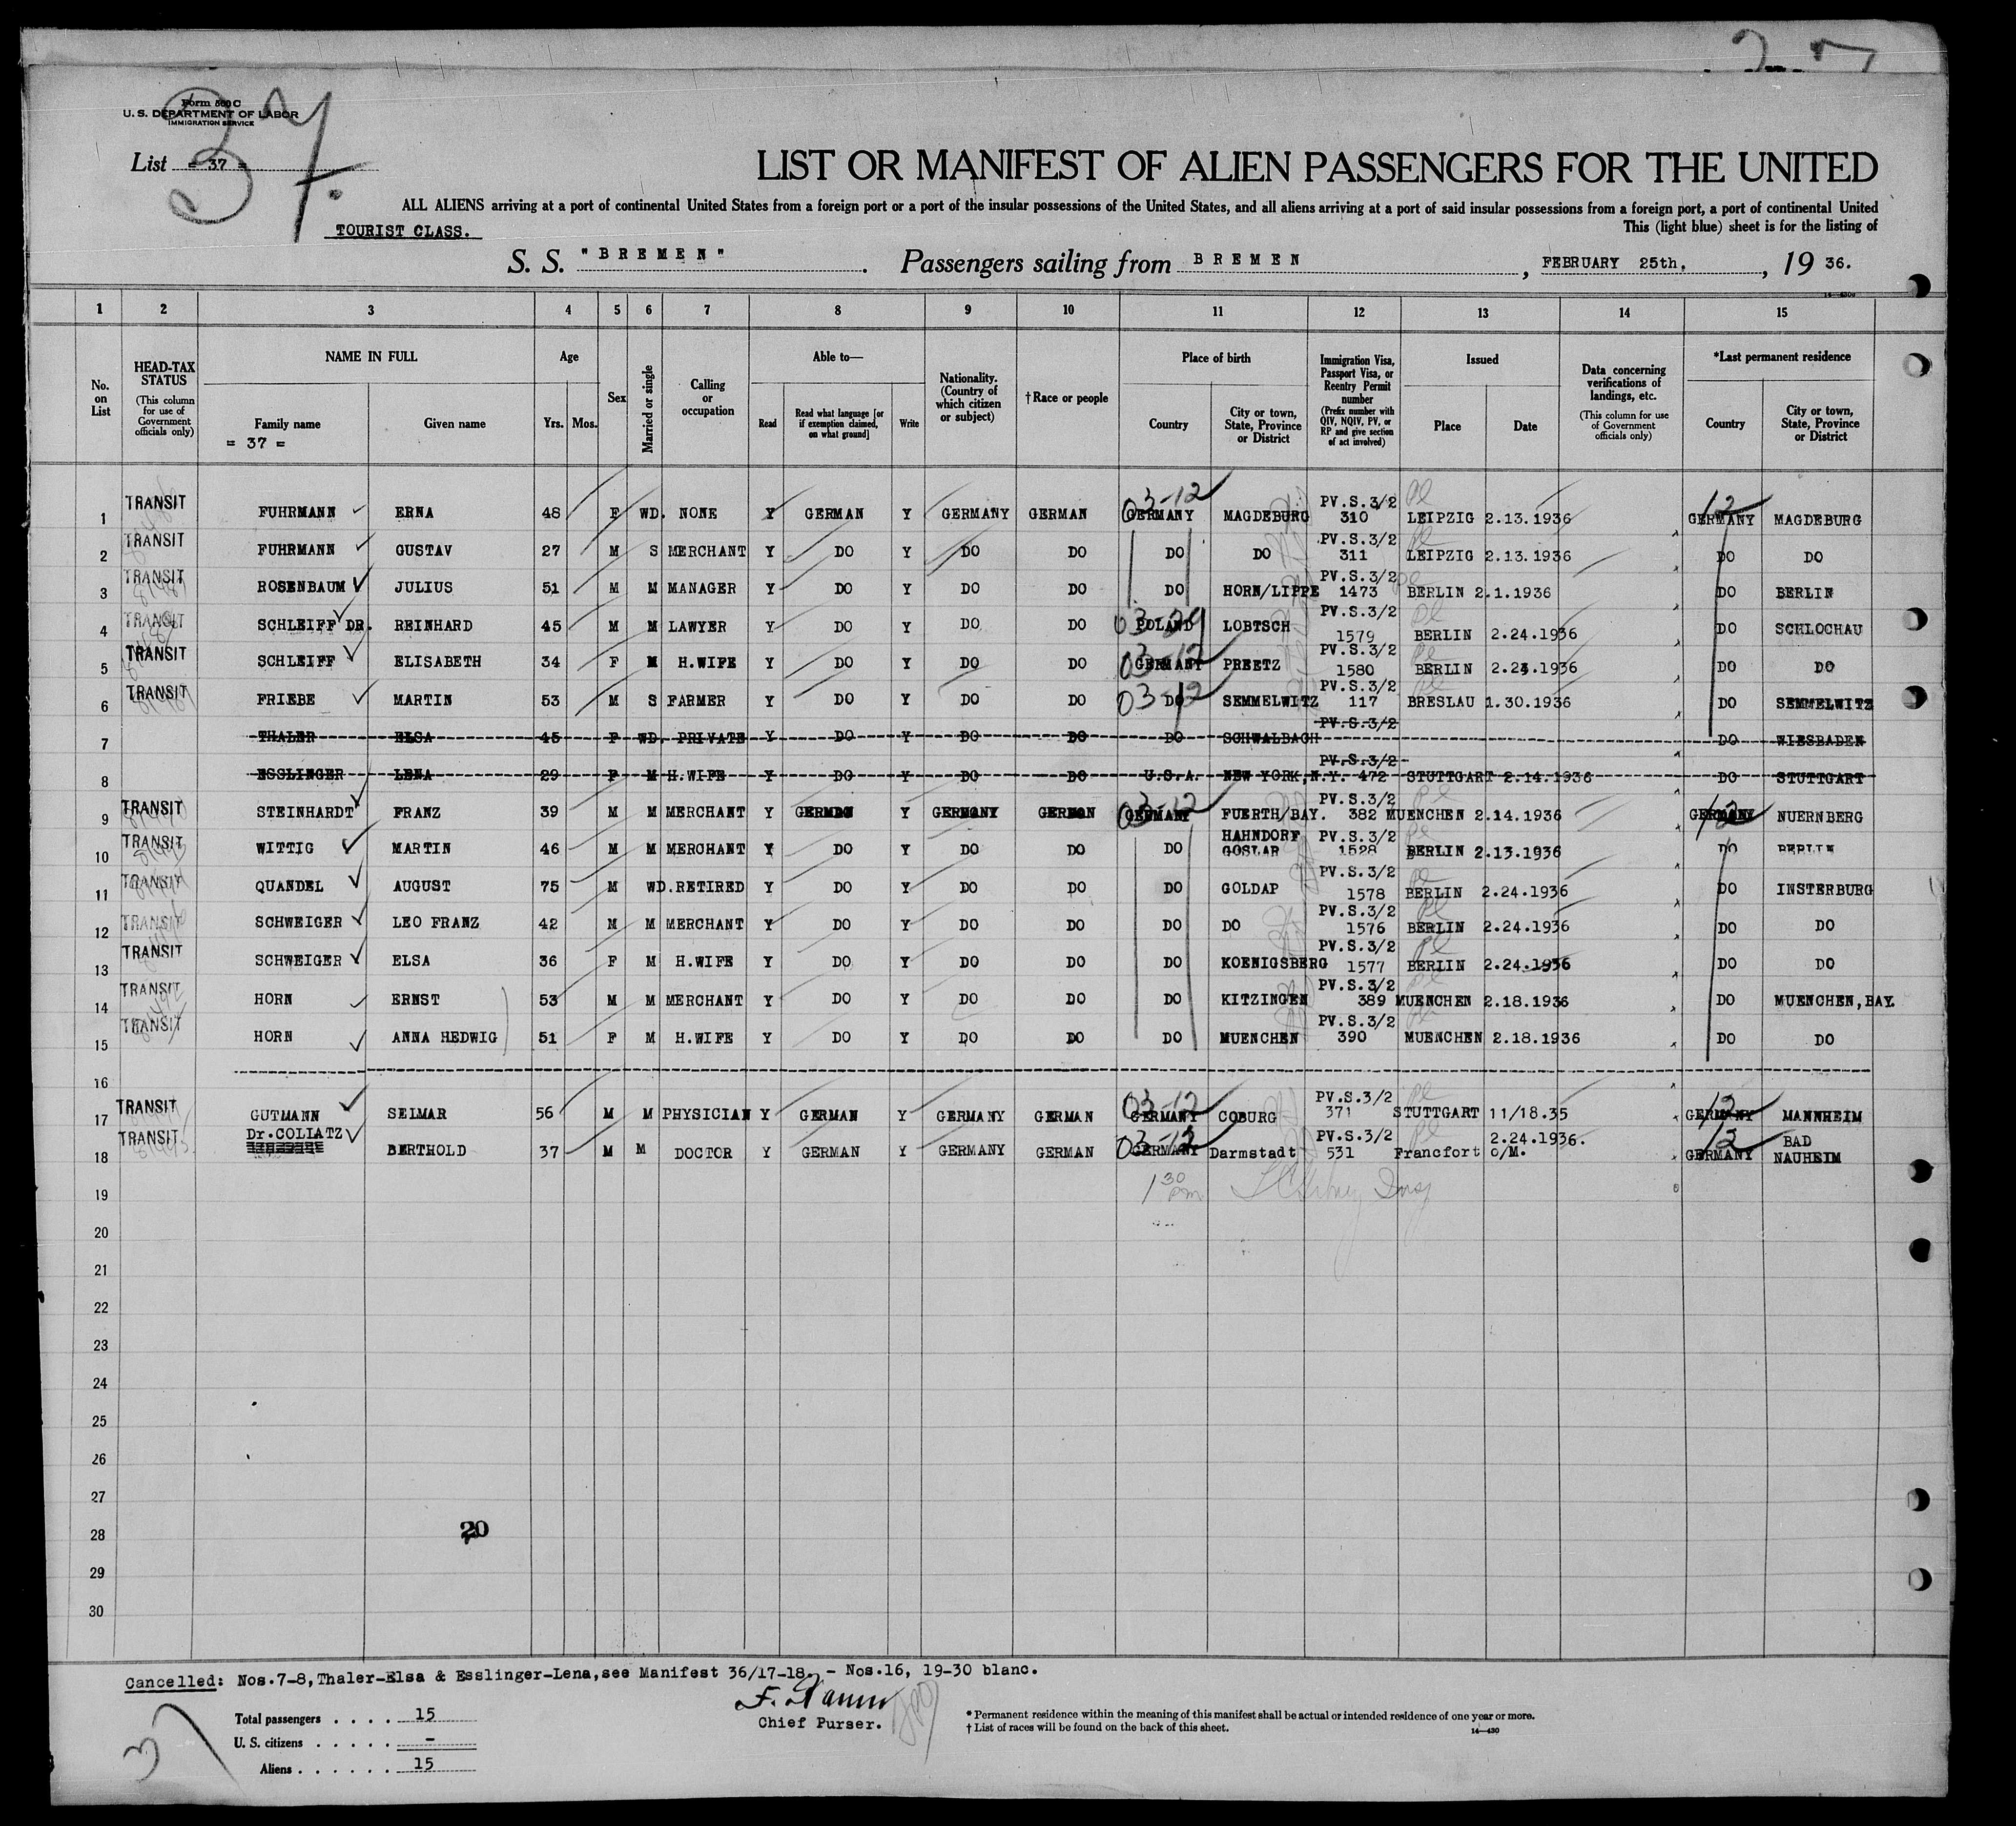 37.
Form 500 C
U. S. DEPARTMENT OF LABOR
IMMIGRATION SERVICE
List = 37 =
LIST OR MANIFEST OF ALIEN PASSENGERS FOR THE UNITED
ALL ALIENS arriving at a port of continental United States from a foreign port or a port of the insular possessions of the United States, and all aliens arriving at a port of said insular possessions from a foreign port, a port of continental United
TOURIST CLASS.
This (light blue) sheet is for the listing of
S. S. "BREMEN" . Passengers sailing from BREMEN , FEBRUARY 25th. , 19 36.
1 2 3 4 5 6 7 8 9 10 11 12 13 14 15
No. on List
HEAD-TAX STATUS (This column for use of Government officials only)
NAME IN FULL Family name Given name
= 37 =
Age Yrs. Mos.
Sex
Married or single
Calling or occupation
Able to— Read Read what language [or if exemption claimed, on what ground] Write
Nationality. (Country of which citizen or subject)
†Race or people
Place of birth Country City or town, State, Province or District
Immigration Visa, Passport Visa, or Reentry Permit number (Prefix number with QIV, NQIV, PV, or RP and give section of act involved)
Issued Place Date
Data concerning verifications of landings, etc. (This column for use of Government officials only)
*Last permanent residence Country City or town, State, Province or District
1 TRANSIT FUHRMANN ERNA 48 F WD. NONE Y GERMAN Y GERMANY GERMAN 03-12 GERMANY MAGDEBURG PV.S.3/2 310 LEIPZIG 2.13.1936 12 GERMANY MAGDEBURG
2 TRANSIT FUHRMANN GUSTAV 27 M S MERCHANT Y DO Y DO DO DO DO PV.S.3/2 311 LEIPZIG 2.13.1936 DO DO
3 TRANSIT ROSENBAUM JULIUS 51 M M MANAGER Y DO Y DO DO DO HORN/LIPPE PV.S.3/2 1473 BERLIN 2.1.1936 DO BERLIN
4 TRANSIT SCHLEIFF DR. REINHARD 45 M M LAWYER Y DO Y DO DO POLAND LOBTSCH PV.S.3/2 1579 BERLIN 2.24.1936 DO SCHLOCHAU
5 TRANSIT SCHLEIFF ELISABETH 34 F M H.WIFE Y DO Y DO DO 03-12 GERMANY PREETZ PV.S.3/2 1580 BERLIN 2.24.1936 DO DO
6 TRANSIT FRIEBE MARTIN 53 M S FARMER Y DO Y DO DO 03-12 DO SEMMELWITZ PV.S.3/2 117 BRESLAU 1.30.1936 DO SEMMELWITZ
7 THALER ELSA 45 F WD. PRIVATE Y DO Y DO DO DO SCHWALBACH PV.S.3/2 DO WIESBADEN
8 ESSLINGER LENA 29 F M H.WIFE Y DO Y DO DO U.S.A. NEW YORK, N.Y. PV.S.3/2 472 STUTTGART 2.14.1936 DO STUTTGART
9 TRANSIT STEINHARDT FRANZ 39 M M MERCHANT Y GERMAN Y GERMANY GERMAN 03-12 GERMANY FUERTH/BAY. PV.S.3/2 382 MUENCHEN 2.14.1936 12 GERMANY NUERNBERG
10 TRANSIT WITTIG MARTIN 46 M M MERCHANT Y DO Y DO DO DO HAHNDORF GOSLAR PV.S.3/2 1528 BERLIN 2.13.1936 DO BERLIN
11 TRANSIT QUANDEL AUGUST 75 M WD. RETIRED Y DO Y DO DO DO GOLDAP PV.S.3/2 1578 BERLIN 2.24.1936 DO INSTERBURG
12 TRANSIT SCHWEIGER LEO FRANZ 42 M M MERCHANT Y DO Y DO DO DO DO PV.S.3/2 1576 BERLIN 2.24.1936 DO DO
13 TRANSIT SCHWEIGER ELSA 36 F M H.WIFE Y DO Y DO DO DO KOENIGSBERG PV.S.3/2 1577 BERLIN 2.24.1936 DO DO
14 TRANSIT HORN ERNST 53 M M MERCHANT Y DO Y DO DO DO KITZINGEN PV.S.3/2 389 MUENCHEN 2.18.1936 DO MUENCHEN, BAY.
15 TRANSIT HORN ANNA HEDWIG 51 F M H.WIFE Y DO Y DO DO DO MUENCHEN PV.S.3/2 390 MUENCHEN 2.18.1936 DO DO
16
17 TRANSIT GUTMANN SELMAR 56 M M PHYSICIAN Y GERMAN Y GERMANY GERMAN 03-12 GERMANY COBURG PV.S.3/2 371 STUTTGART 11/18.35 12 GERMANY MANNHEIM
18 TRANSIT Dr. COLIATZ BERTHOLD 37 M M DOCTOR Y GERMAN Y GERMANY GERMAN 03-12 GERMANY Darmstadt PV.S.3/2 531 Francfort o/M. 2.24.1936. 12 GERMANY BAD NAUHEIM
19 1 30 pm
20
21
22
23
24
25
26
27
28 20
29
30
Cancelled: Nos.7-8, Thaler-Elsa & Esslinger-Lena, see Manifest 36/17-18. - Nos.16, 19-30 blanc.
Chief Purser.
Total passengers . . . . 15
U. S. citizens . . . . . -
Aliens . . . . . . 15
37
* Permanent residence within the meaning of this manifest shall be actual or intended residence of one year or more.
† List of races will be found on the back of this sheet.
14—430